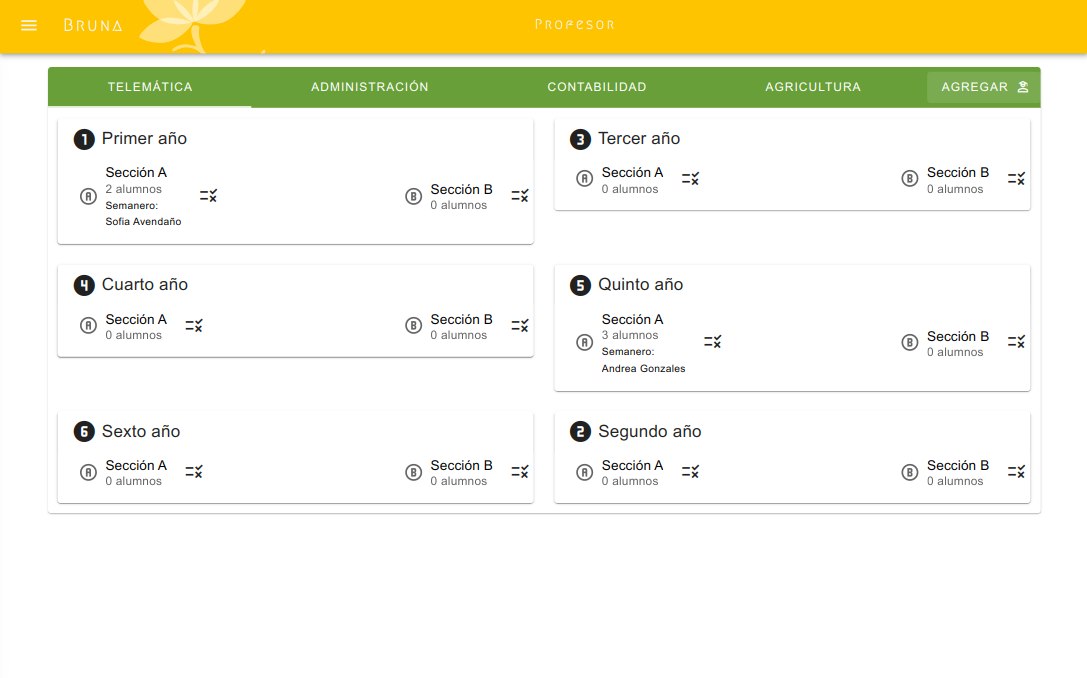 Bruna
Profesor
TELEMÁTICA
ADMINISTRACIÓN
CONTABILIDAD
AGRICULTURA
AGREGAR
1 Primer año
A Sección A
2 alumnos
Semanero:
Sofia Avendaño
B Sección B
0 alumnos
3 Tercer año
A Sección A
0 alumnos
B Sección B
0 alumnos
4 Cuarto año
A Sección A
0 alumnos
B Sección B
0 alumnos
5 Quinto año
A Sección A
3 alumnos
Semanero:
Andrea Gonzales
B Sección B
0 alumnos
6 Sexto año
A Sección A
0 alumnos
B Sección B
0 alumnos
2 Segundo año
A Sección A
0 alumnos
B Sección B
0 alumnos